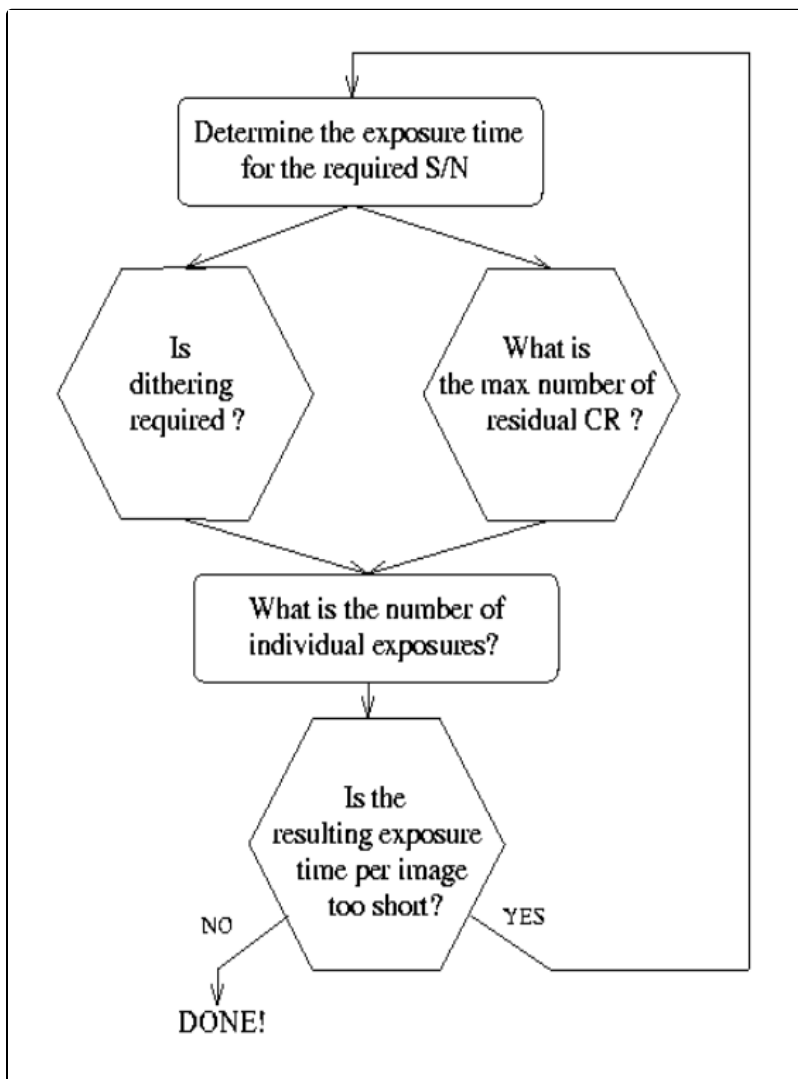 Determine the exposure time
for the required S/N
Is
dithering
required ?
What is
the max number of
residual CR ?
What is the number of
individual exposures?
Is the
resulting exposure
time per image
too short?
NO
YES
DONE!